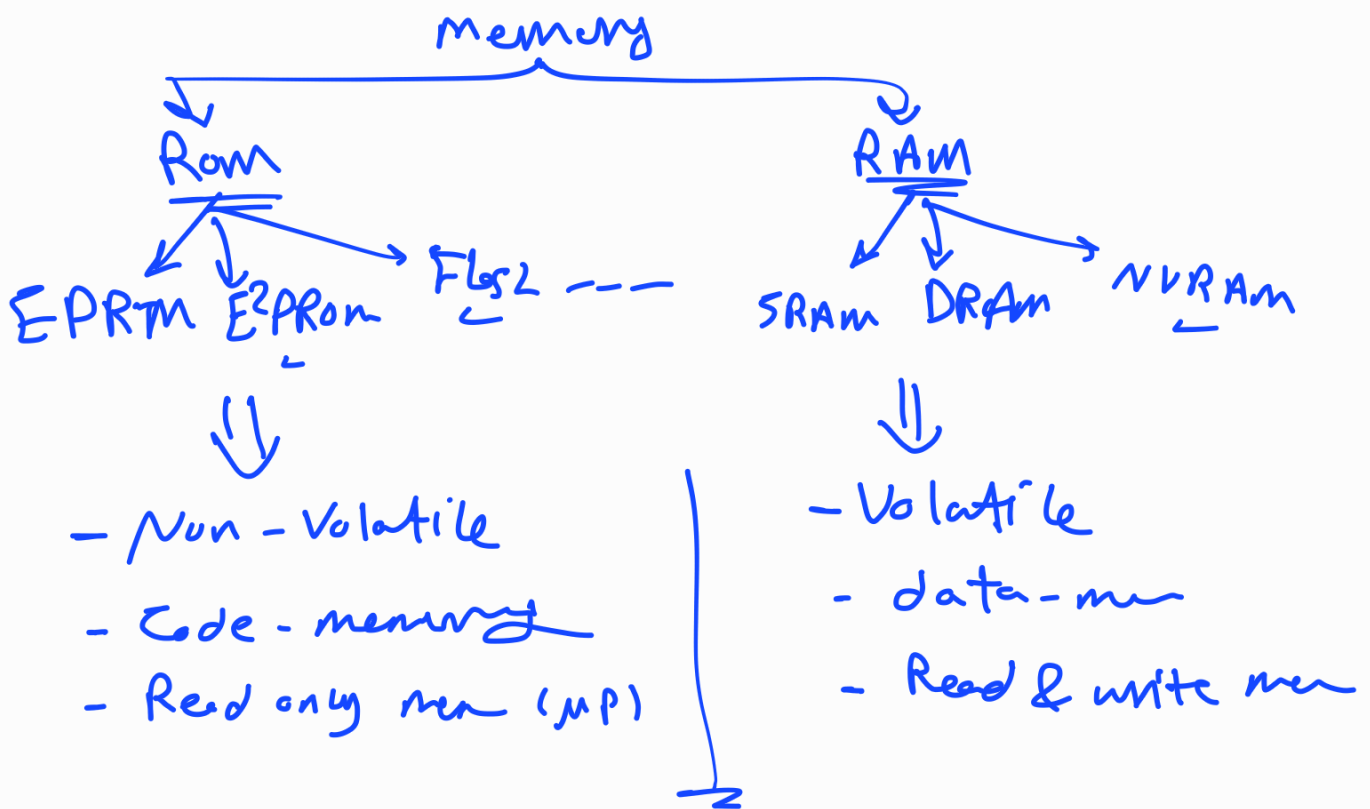 Memory
ROM RAM
EPROM E²PROM Flash ---- SRAM DRAM NVRAM
- Non-Volatile
- Code-memory
- Read only mem (μP)
- Volatile
- data-mem
- Read & write mem